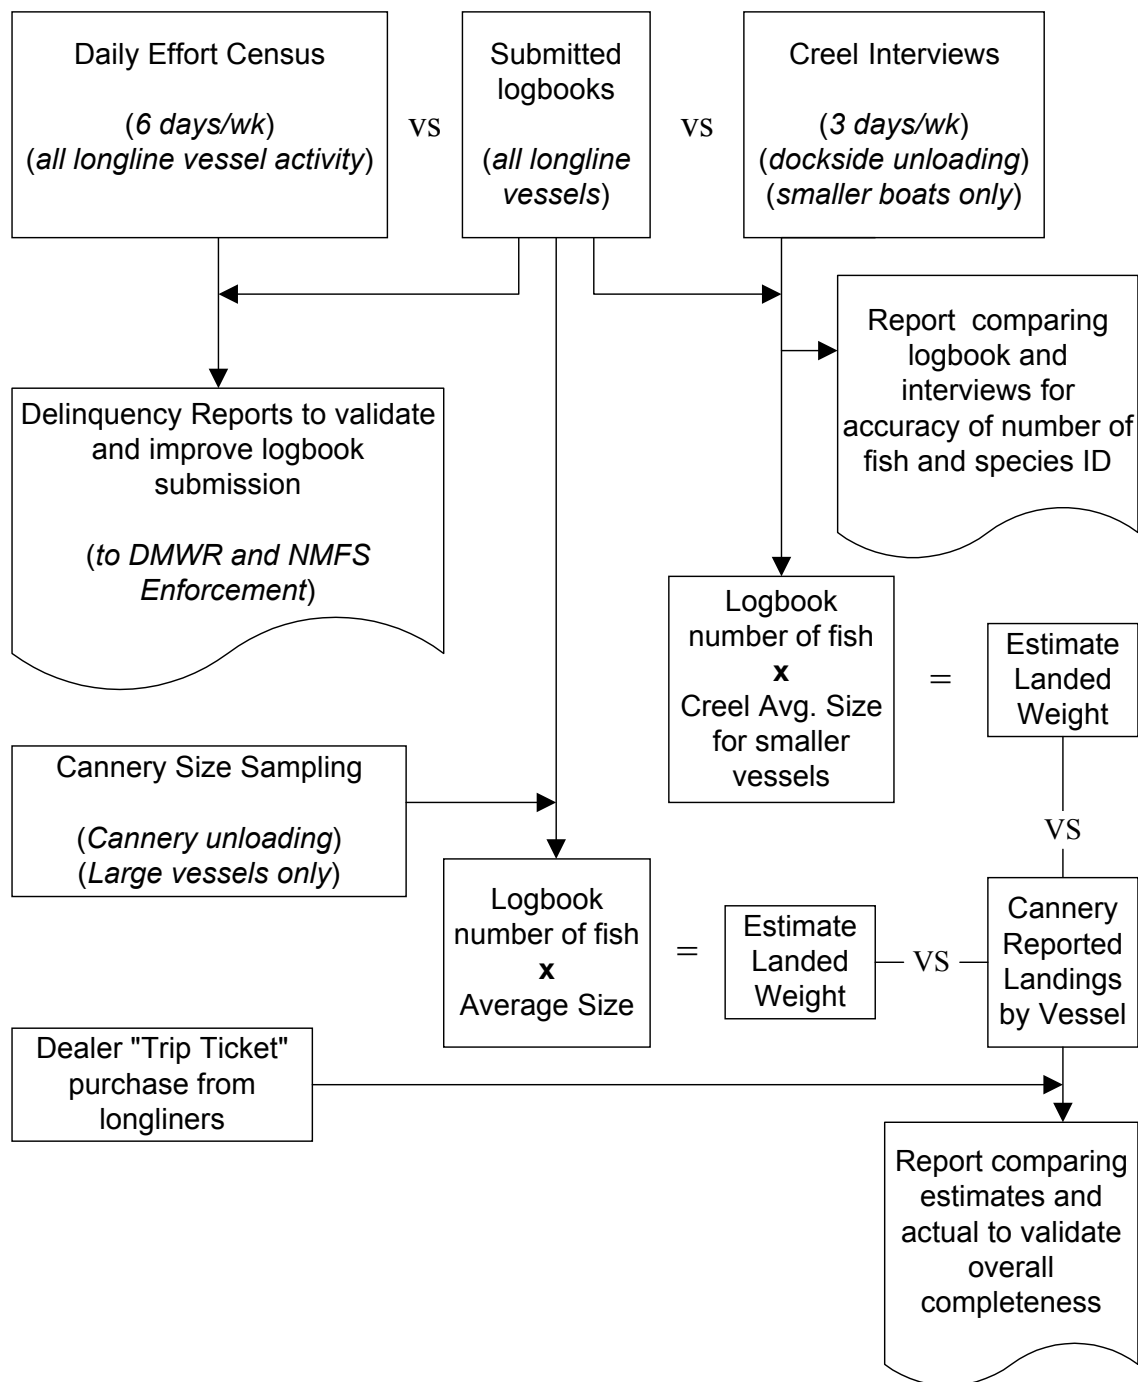 Daily Effort Census
(6 days/wk)
(all longline vessel activity)
vs
Submitted
logbooks
(all longline
vessels)
vs
Creel Interviews
(3 days/wk)
(dockside unloading)
(smaller boats only)
Report comparing
logbook and
interviews for
accuracy of number of
fish and species ID
Delinquency Reports to validate
and improve logbook
submission
(to DMWR and NMFS
Enforcement)
Logbook
number of fish
x
Creel Avg. Size
for smaller
vessels
=
Estimate
Landed
Weight
vs
Cannery Size Sampling
(Cannery unloading)
(Large vessels only)
Logbook
number of fish
x
Average Size
=
Estimate
Landed
Weight
vs
Cannery
Reported
Landings
by Vessel
Dealer "Trip Ticket"
purchase from
longliners
Report comparing
estimates and
actual to validate
overall
completeness